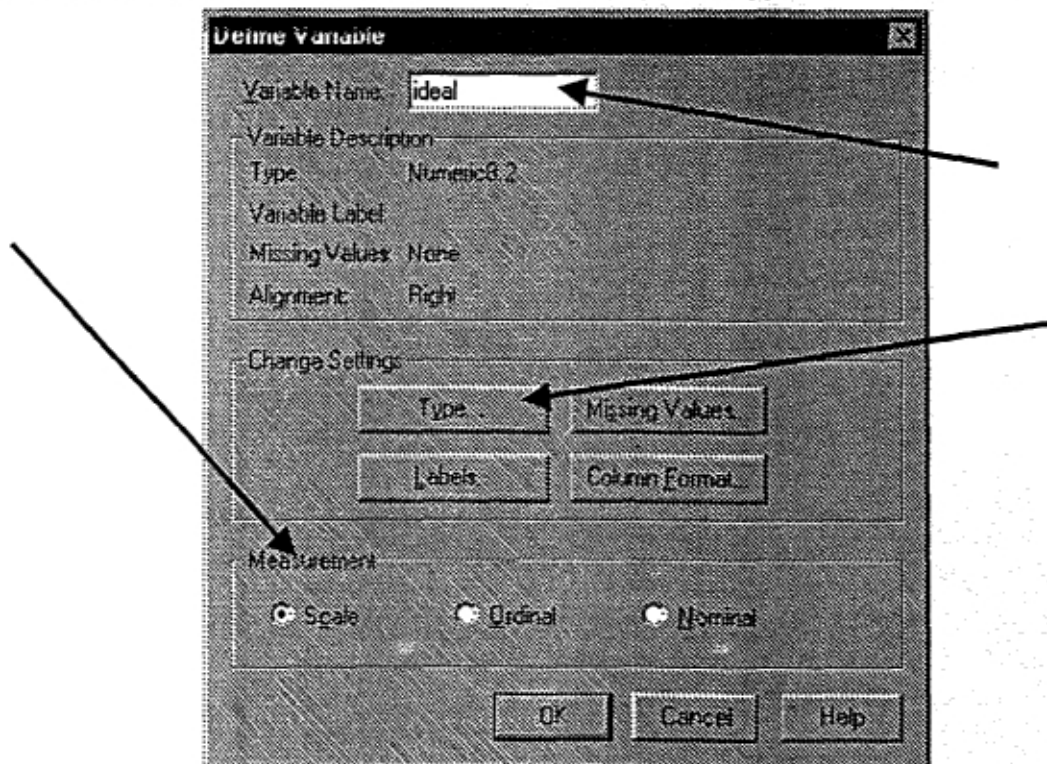 Define Variable
Variable Name: ideal
Variable Description
Type Numeric8.2
Variable Label
Missing Values None
Alignment: Right
Change Settings
Type... Missing Values...
Labels... Column Format...
Measurement
Scale Ordinal Nominal
OK Cancel Help